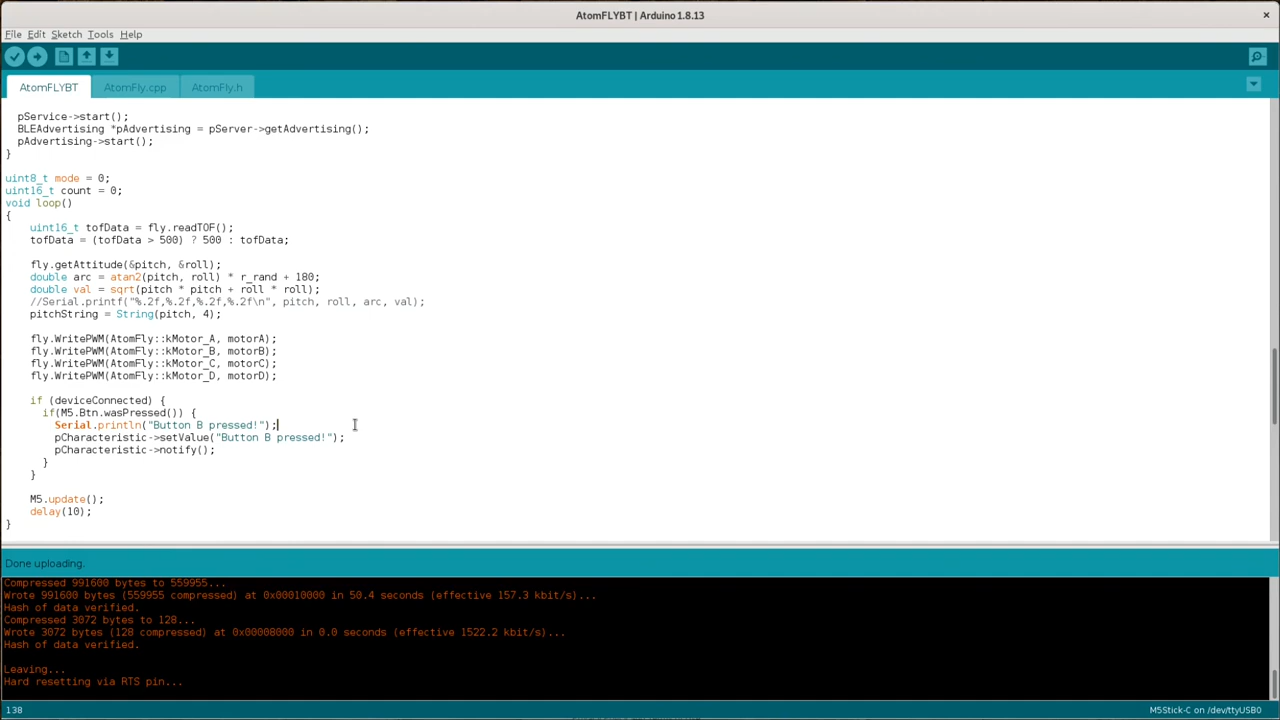 AtomFLYBT | Arduino 1.8.13
File Edit Sketch Tools Help
AtomFLYBT AtomFly.cpp AtomFly.h
pService->start();
BLEAdvertising *pAdvertising = pServer->getAdvertising();
pAdvertising->start();
}
uint8_t mode = 0;
uint16_t count = 0;
void loop()
{
uint16_t tofData = fly.readTOF();
tofData = (tofData > 500) ? 500 : tofData;
fly.getAttitude(&pitch, &roll);
double arc = atan2(pitch, roll) * r_rand + 180;
double val = sqrt(pitch * pitch + roll * roll);
//Serial.printf("%.2f,%.2f,%.2f,%.2f\n", pitch, roll, arc, val);
pitchString = String(pitch, 4);
fly.WritePWM(AtomFly::kMotor_A, motorA);
fly.WritePWM(AtomFly::kMotor_B, motorB);
fly.WritePWM(AtomFly::kMotor_C, motorC);
fly.WritePWM(AtomFly::kMotor_D, motorD);
if (deviceConnected) {
if(M5.Btn.wasPressed()) {
Serial.println("Button B pressed!");
pCharacteristic->setValue("Button B pressed!");
pCharacteristic->notify();
}
}
M5.update();
delay(10);
}
Done uploading.
Compressed 991600 bytes to 559955...
Wrote 991600 bytes (559955 compressed) at 0x00010000 in 50.4 seconds (effective 157.3 kbit/s)...
Hash of data verified.
Compressed 3072 bytes to 128...
Wrote 3072 bytes (128 compressed) at 0x00008000 in 0.0 seconds (effective 1522.2 kbit/s)...
Hash of data verified.
Leaving...
Hard resetting via RTS pin...
138 M5Stick-C on /dev/ttyUSB0